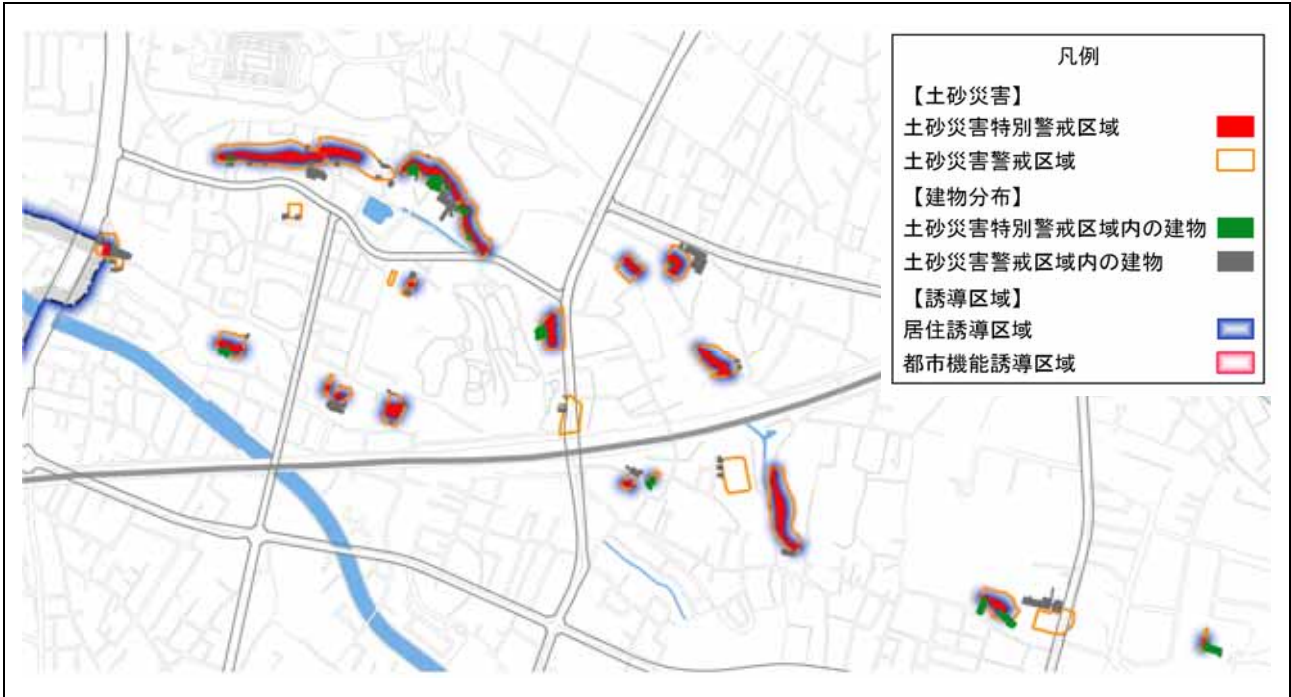 凡例
【土砂災害】
土砂災害特別警戒区域
土砂災害警戒区域
【建物分布】
土砂災害特別警戒区域内の建物
土砂災害警戒区域内の建物
【誘導区域】
居住誘導区域
都市機能誘導区域